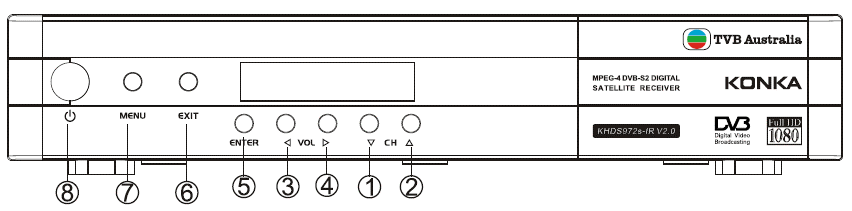 TVB Australia
MPEG-4 DVB-S2 DIGITAL
SATELLITE RECEIVER
KONKA
MENU
EXIT
ENTER
VOL
CH
KHDS972s-IR V2.0
DVB
Digital Video
Broadcasting
Full HD
1080
⑧ ⑦ ⑥ ⑤ ③ ④ ① ②